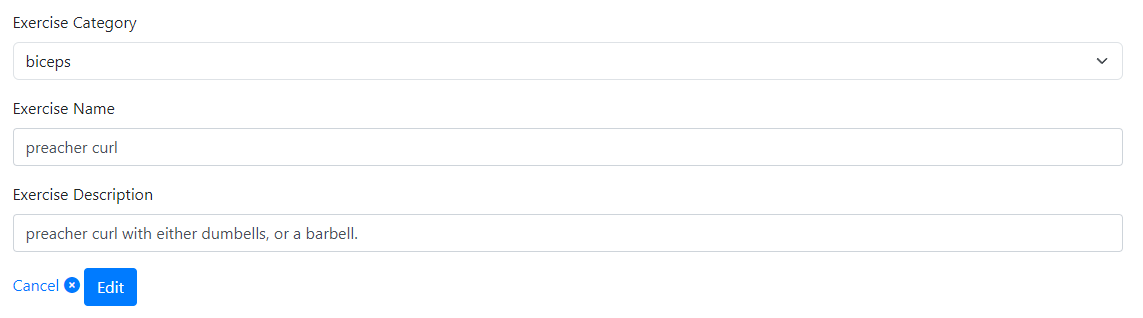 Exercise Category
biceps
Exercise Name
preacher curl
Exercise Description
preacher curl with either dumbells, or a barbell.
Cancel Edit